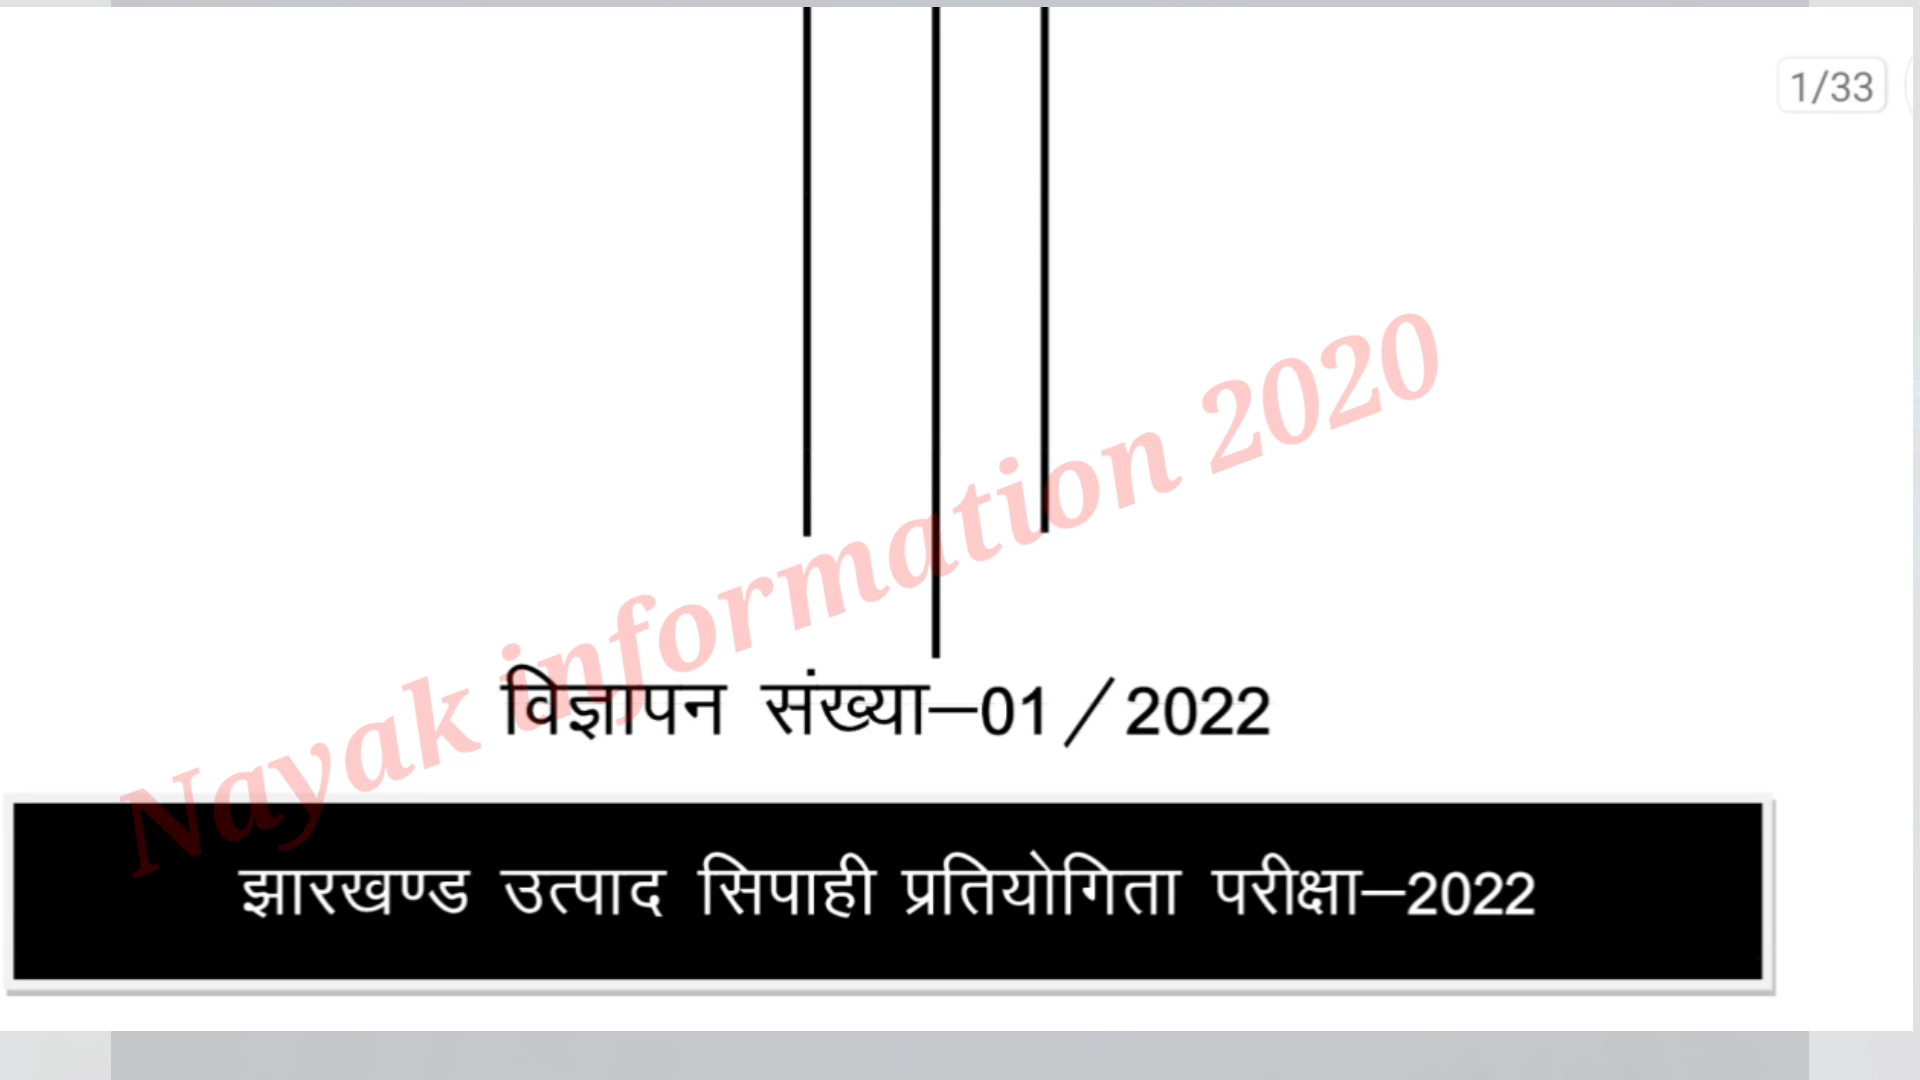 1/33
Nayak information 2020
विज्ञापन संख्या–01/2022
झारखण्ड उत्पाद सिपाही प्रतियोगिता परीक्षा–2022